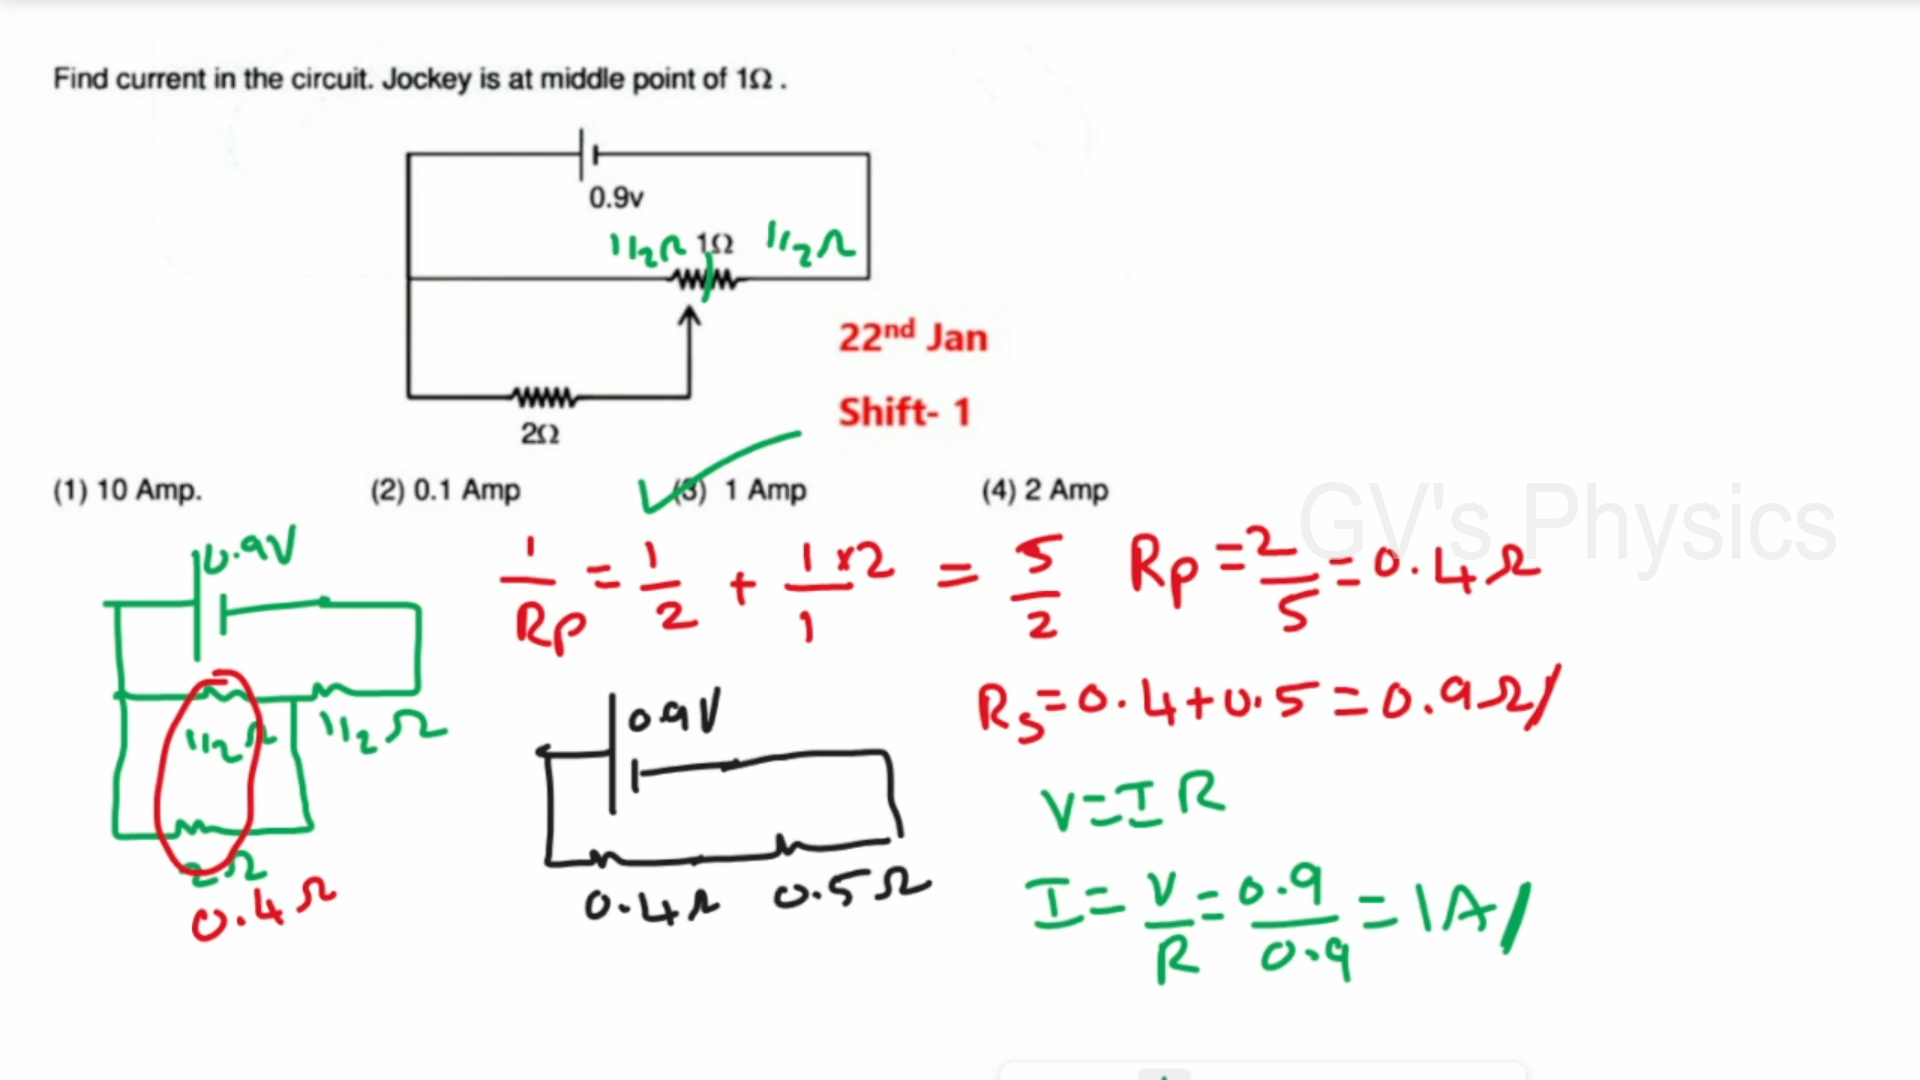 Find current in the circuit. Jockey is at middle point of 1Ω .
0.9v
1/2Ω 1Ω 1/2Ω
22nd Jan
Shift- 1
2Ω
(1) 10 Amp. (2) 0.1 Amp (3) 1 Amp (4) 2 Amp
GV's Physics
0.9V
1/2Ω 1/2Ω
2Ω
0.4Ω
1/Rp = 1/2 + 1×2/1 = 5/2 Rp = 2/5 = 0.4Ω
Rs = 0.4+0.5 = 0.9Ω/
0.9V
0.4Ω 0.5Ω
V=IR
I = V/R = 0.9/0.9 = 1A/